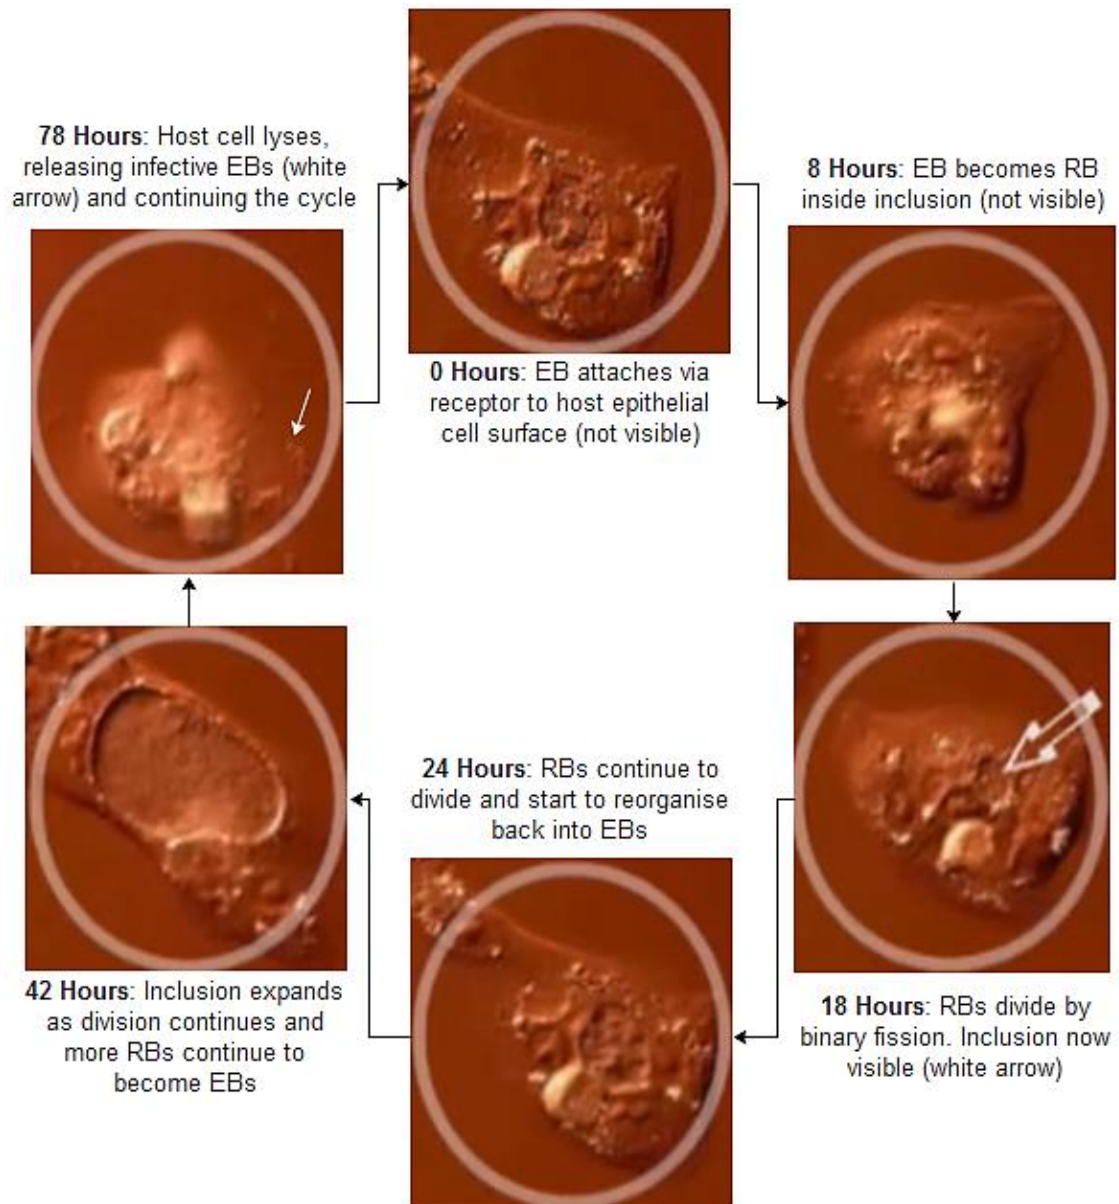 78 Hours: Host cell lyses,
releasing infective EBs (white
arrow) and continuing the cycle
0 Hours: EB attaches via
receptor to host epithelial
cell surface (not visible)
8 Hours: EB becomes RB
inside inclusion (not visible)
18 Hours: RBs divide by
binary fission. Inclusion now
visible (white arrow)
24 Hours: RBs continue to
divide and start to reorganise
back into EBs
42 Hours: Inclusion expands
as division continues and
more RBs continue to
become EBs